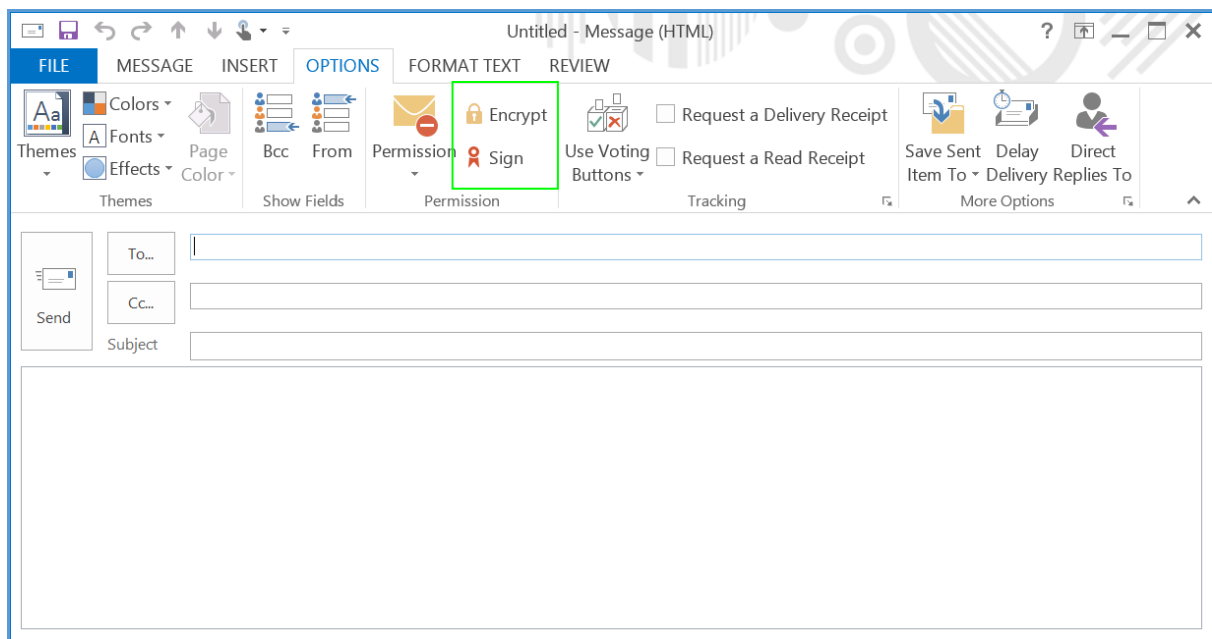 Untitled - Message (HTML)
?
FILE MESSAGE INSERT OPTIONS FORMAT TEXT REVIEW
Aa
Themes
Colors
A Fonts
Effects
Page
Color
Themes
Bcc From
Show Fields
Permission
Encrypt
Sign
Permission
Use Voting
Buttons
Request a Delivery Receipt
Request a Read Receipt
Tracking
Save Sent
Item To
Delay
Delivery
Direct
Replies To
More Options
Send
To...
Cc...
Subject